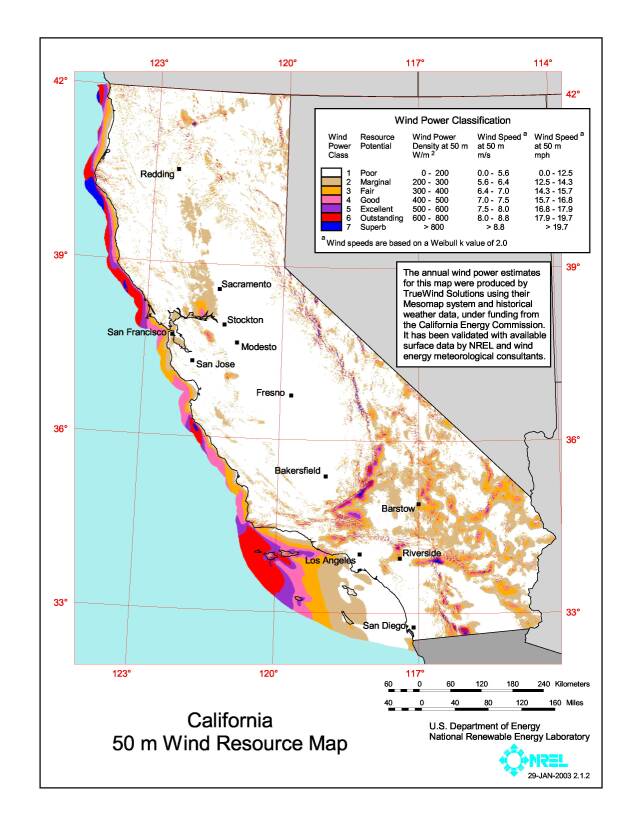 123° 120° 117° 114°
42° 42°
Wind Power Classification
Wind Power Class Resource Potential Wind Power Density at 50 m W/m 2 Wind Speed a at 50 m m/s Wind Speed a at 50 m mph
1 Poor 0 - 200 0.0 - 5.6 0.0 - 12.5
2 Marginal 200 - 300 5.6 - 6.4 12.5 - 14.3
3 Fair 300 - 400 6.4 - 7.0 14.3 - 15.7
4 Good 400 - 500 7.0 - 7.5 15.7 - 16.8
5 Excellent 500 - 600 7.5 - 8.0 16.8 - 17.9
6 Outstanding 600 - 800 8.0 - 8.8 17.9 - 19.7
7 Superb > 800 > 8.8 > 19.7
a Wind speeds are based on a Weibull k value of 2.0
Redding
39° 39°
The annual wind power estimates
for this map were produced by
TrueWind Solutions using their
Mesomap system and historical
weather data, under funding from
the California Energy Commission.
It has been validated with available
surface data by NREL and wind
energy meteorological consultants.
Sacramento
Stockton
San Francisco
Modesto
San Jose
Fresno
36° 36°
Bakersfield
Barstow
Los Angeles
Riverside
33° 33°
San Diego
123° 120° 117°
60 0 60 120 180 240 Kilometers
40 0 40 80 120 160 Miles
California
50 m Wind Resource Map
U.S. Department of Energy
National Renewable Energy Laboratory
NREL
29-JAN-2003 2.1.2